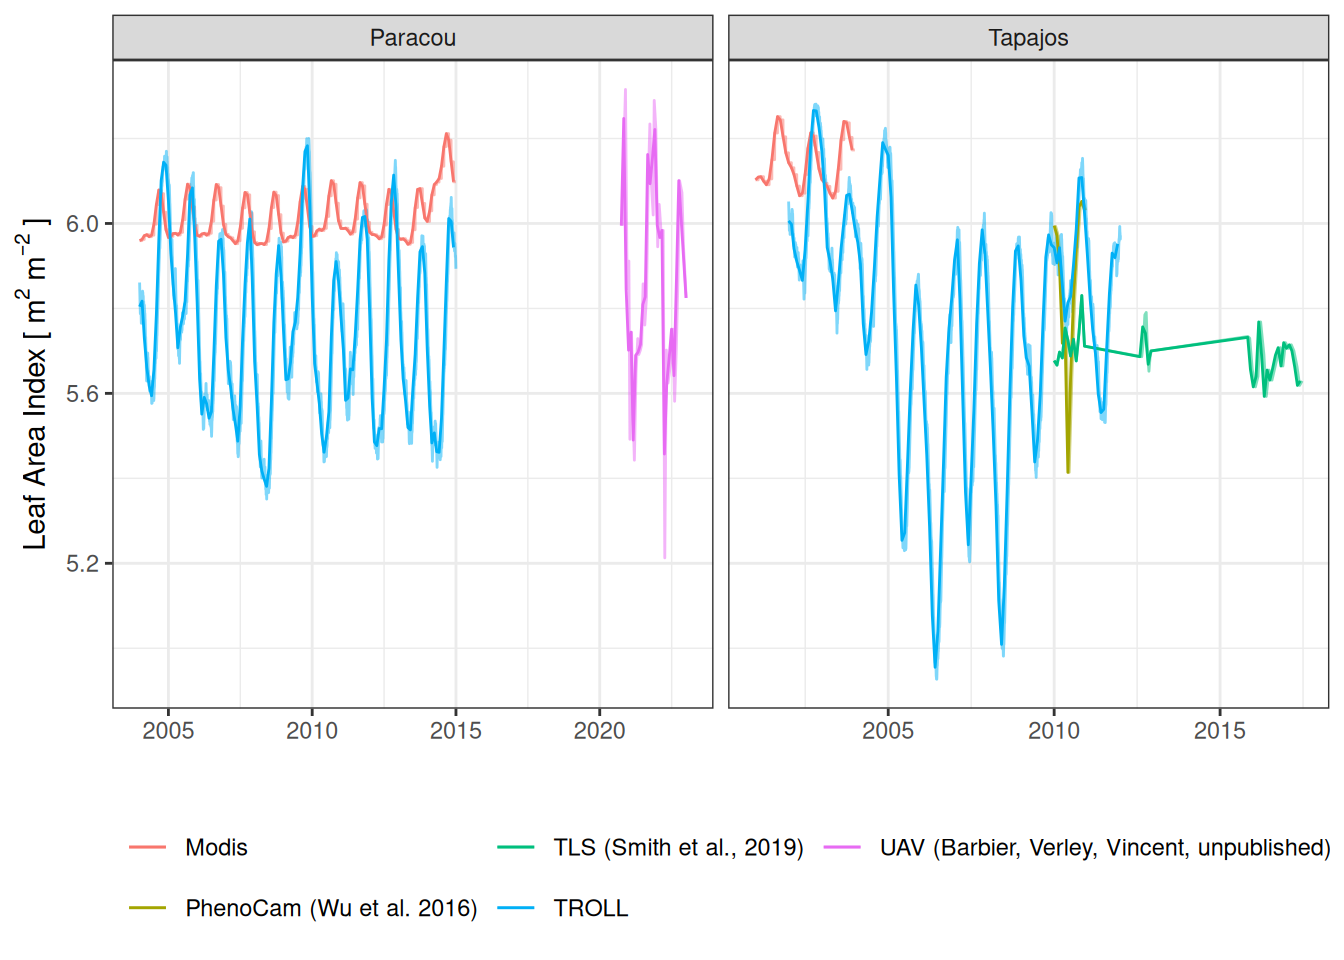 Paracou
Tapajos
Leaf Area Index [ m² m⁻² ]
6.0
5.6
5.2
2005
2010
2015
2020
2005
2010
2015
Modis
TLS (Smith et al., 2019)
UAV (Barbier, Verley, Vincent, unpublished)
PhenoCam (Wu et al. 2016)
TROLL